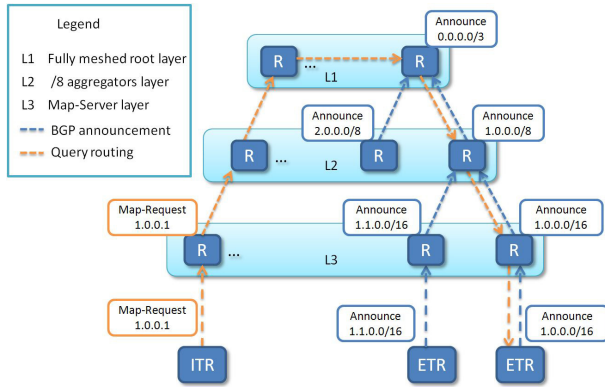 Legend
L1 Fully meshed root layer
L2 /8 aggregators layer
L3 Map-Server layer
BGP announcement
Query routing
Announce
0.0.0.0/3
R
...
R
L1
Announce
2.0.0.0/8
Announce
1.0.0.0/8
R
...
R
R
L2
Map-Request
1.0.0.1
Announce
1.1.0.0/16
Announce
1.0.0.0/16
R
...
R
R
L3
Map-Request
1.0.0.1
Announce
1.1.0.0/16
Announce
1.0.0.0/16
ITR
ETR
ETR